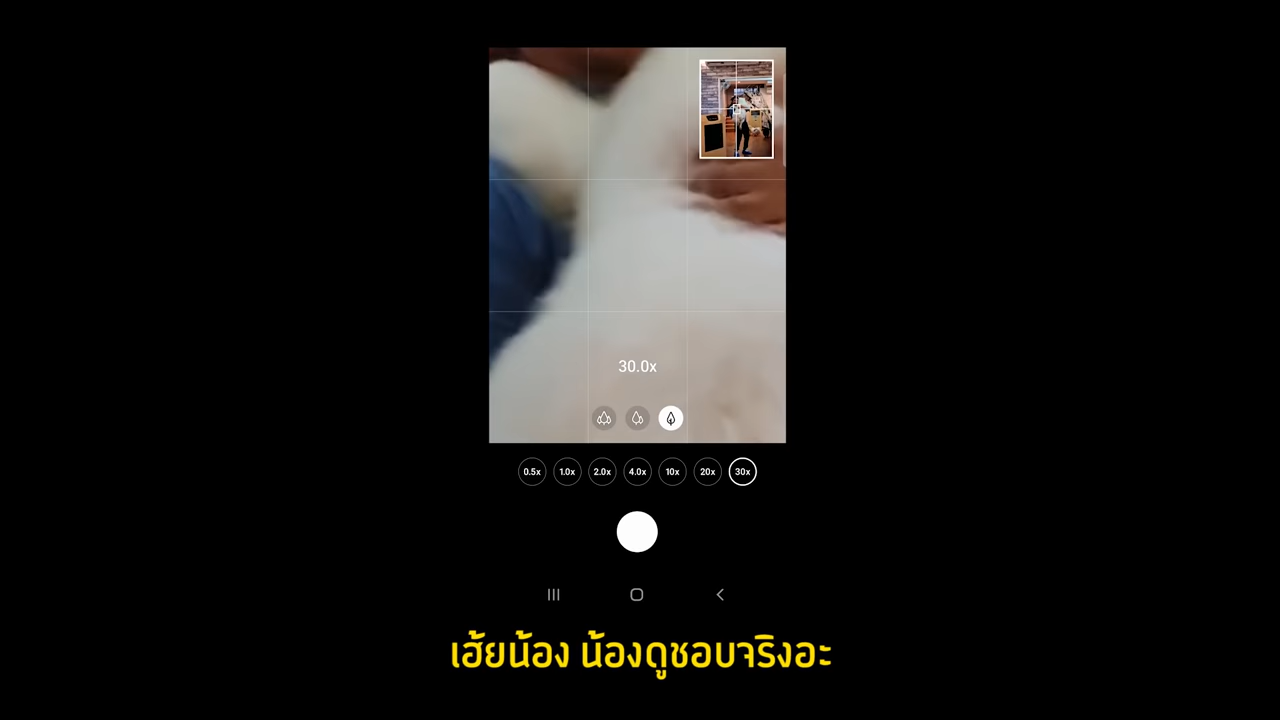 30.0x
0.5x 1.0x 2.0x 4.0x 10x 20x 30x
เฮ้ยน้อง น้องดูชอบจริงอะ